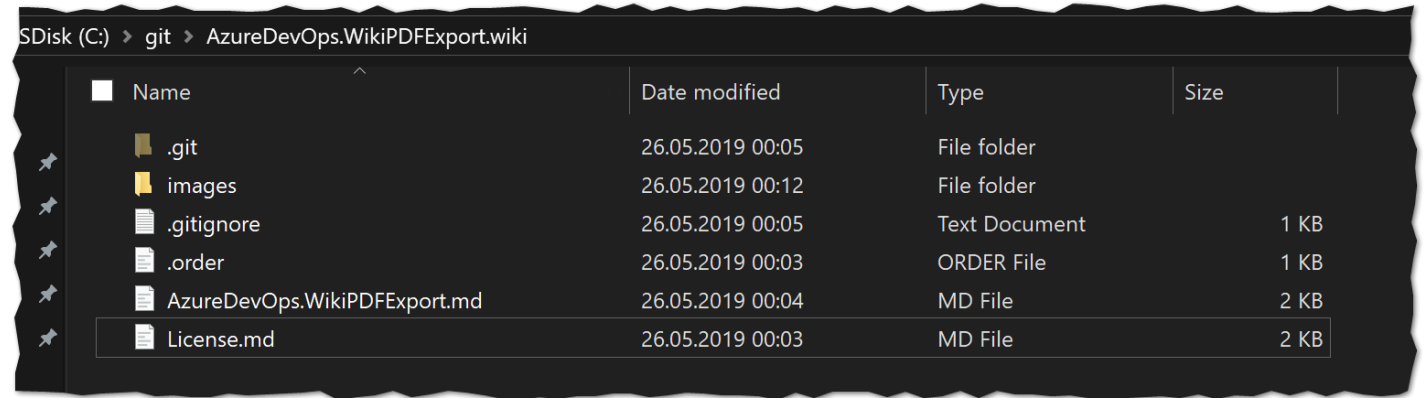 SDisk (C:) > git > AzureDevOps.WikiPDFExport.wiki
Name Date modified Type Size
.git 26.05.2019 00:05 File folder
images 26.05.2019 00:12 File folder
.gitignore 26.05.2019 00:05 Text Document 1 KB
.order 26.05.2019 00:03 ORDER File 1 KB
AzureDevOps.WikiPDFExport.md 26.05.2019 00:04 MD File 2 KB
License.md 26.05.2019 00:03 MD File 2 KB